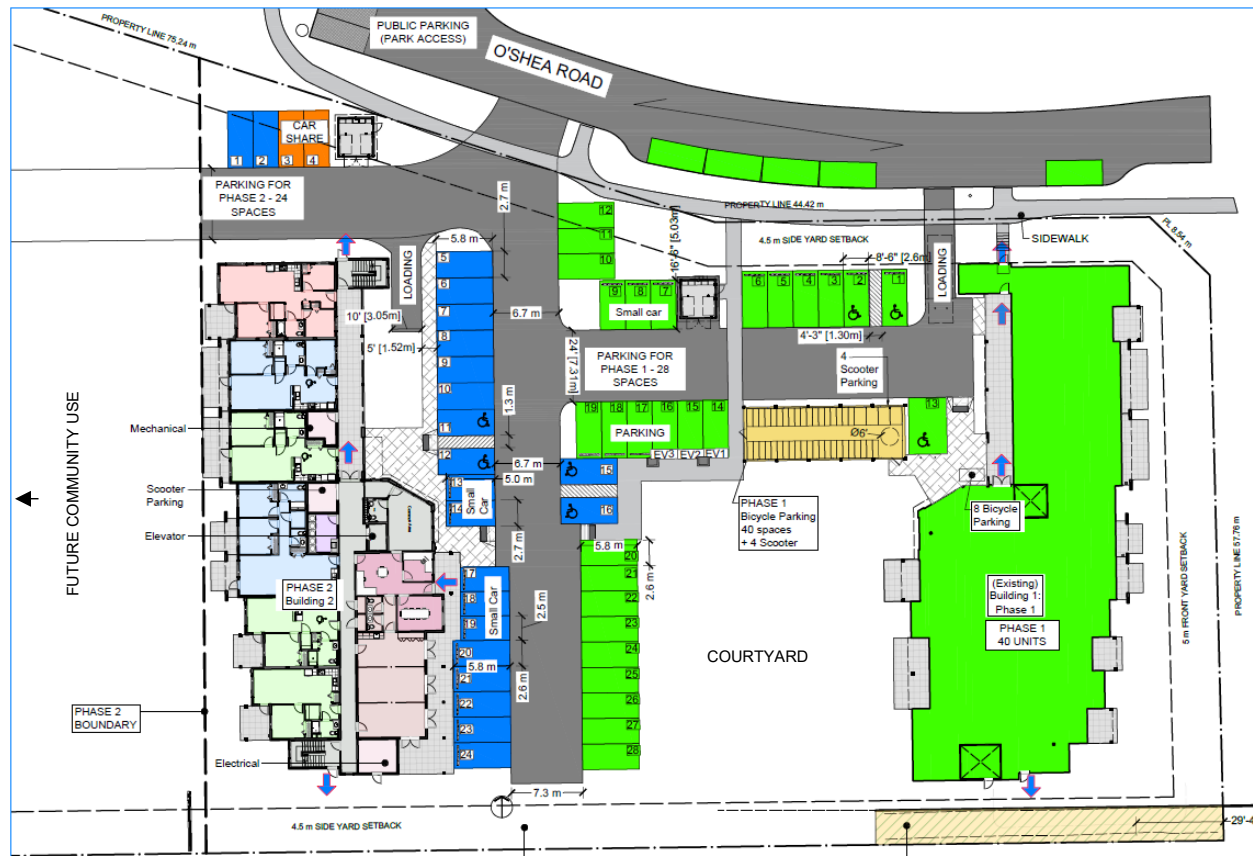 PROPERTY LINE 75.24 m
PUBLIC PARKING
(PARK ACCESS)
O'SHEA ROAD
CAR
SHARE
1
2
3
4
PARKING FOR
PHASE 2 - 24
SPACES
2.7 m
12
11
10
PROPERTY LINE 44.42 m
PL 8.54 m
4.5 m SIDE YARD SETBACK
SIDEWALK
5.8 m
5
6
7
8
9
10
11
12
13
14
LOADING
10' [3.05m]
5' [1.52m]
6.7 m
16'-6" [5.03m]
9
8
7
Small car
6
5
4
3
2
1
8'-6" [2.6m]
LOADING
4'-3" [1.30m]
24' [7.31m]
PARKING FOR
PHASE 1 - 28
SPACES
4
Scooter
Parking
1.3 m
19
18
17
16
15
14
PARKING
EV3
EV2
EV1
Ø6'
13
Mechanical
6.7 m
15
16
5.0 m
Small
Car
Scooter
Parking
Elevator
FUTURE COMMUNITY USE
PHASE 1
Bicycle Parking
40 spaces
+ 4 Scooter
8 Bicycle
Parking
2.7 m
5.8 m
2.6 m
PHASE 2
Building 2
17
18
19
Small Car
2.5 m
20
21
22
23
24
25
26
27
28
(Existing)
Building 1:
Phase 1
PHASE 1
40 UNITS
5 m FRONT YARD SETBACK
PROPERTY LINE 57.76 m
COURTYARD
20
5.8 m
21
22
23
24
2.6 m
PHASE 2
BOUNDARY
Electrical
7.3 m
4.5 m SIDE YARD SETBACK
29'-4